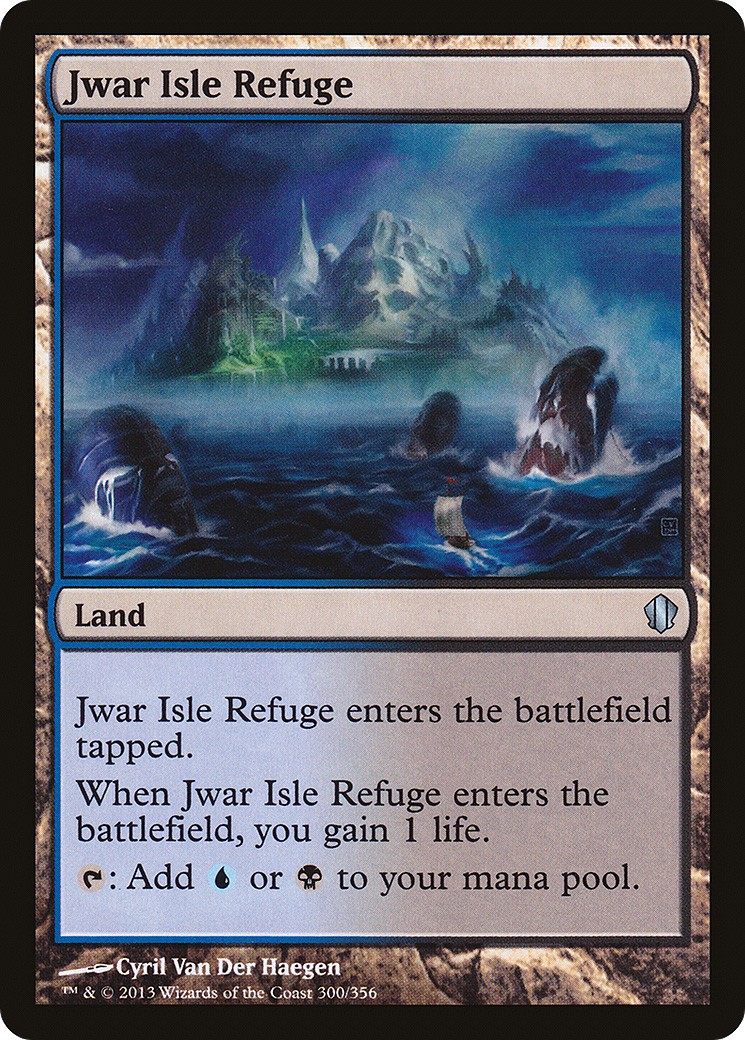 Jwar Isle Refuge
Land
Jwar Isle Refuge enters the battlefield
tapped.
When Jwar Isle Refuge enters the
battlefield, you gain 1 life.
: Add or to your mana pool.
Cyril Van Der Haegen
™ & © 2013 Wizards of the Coast 300/356